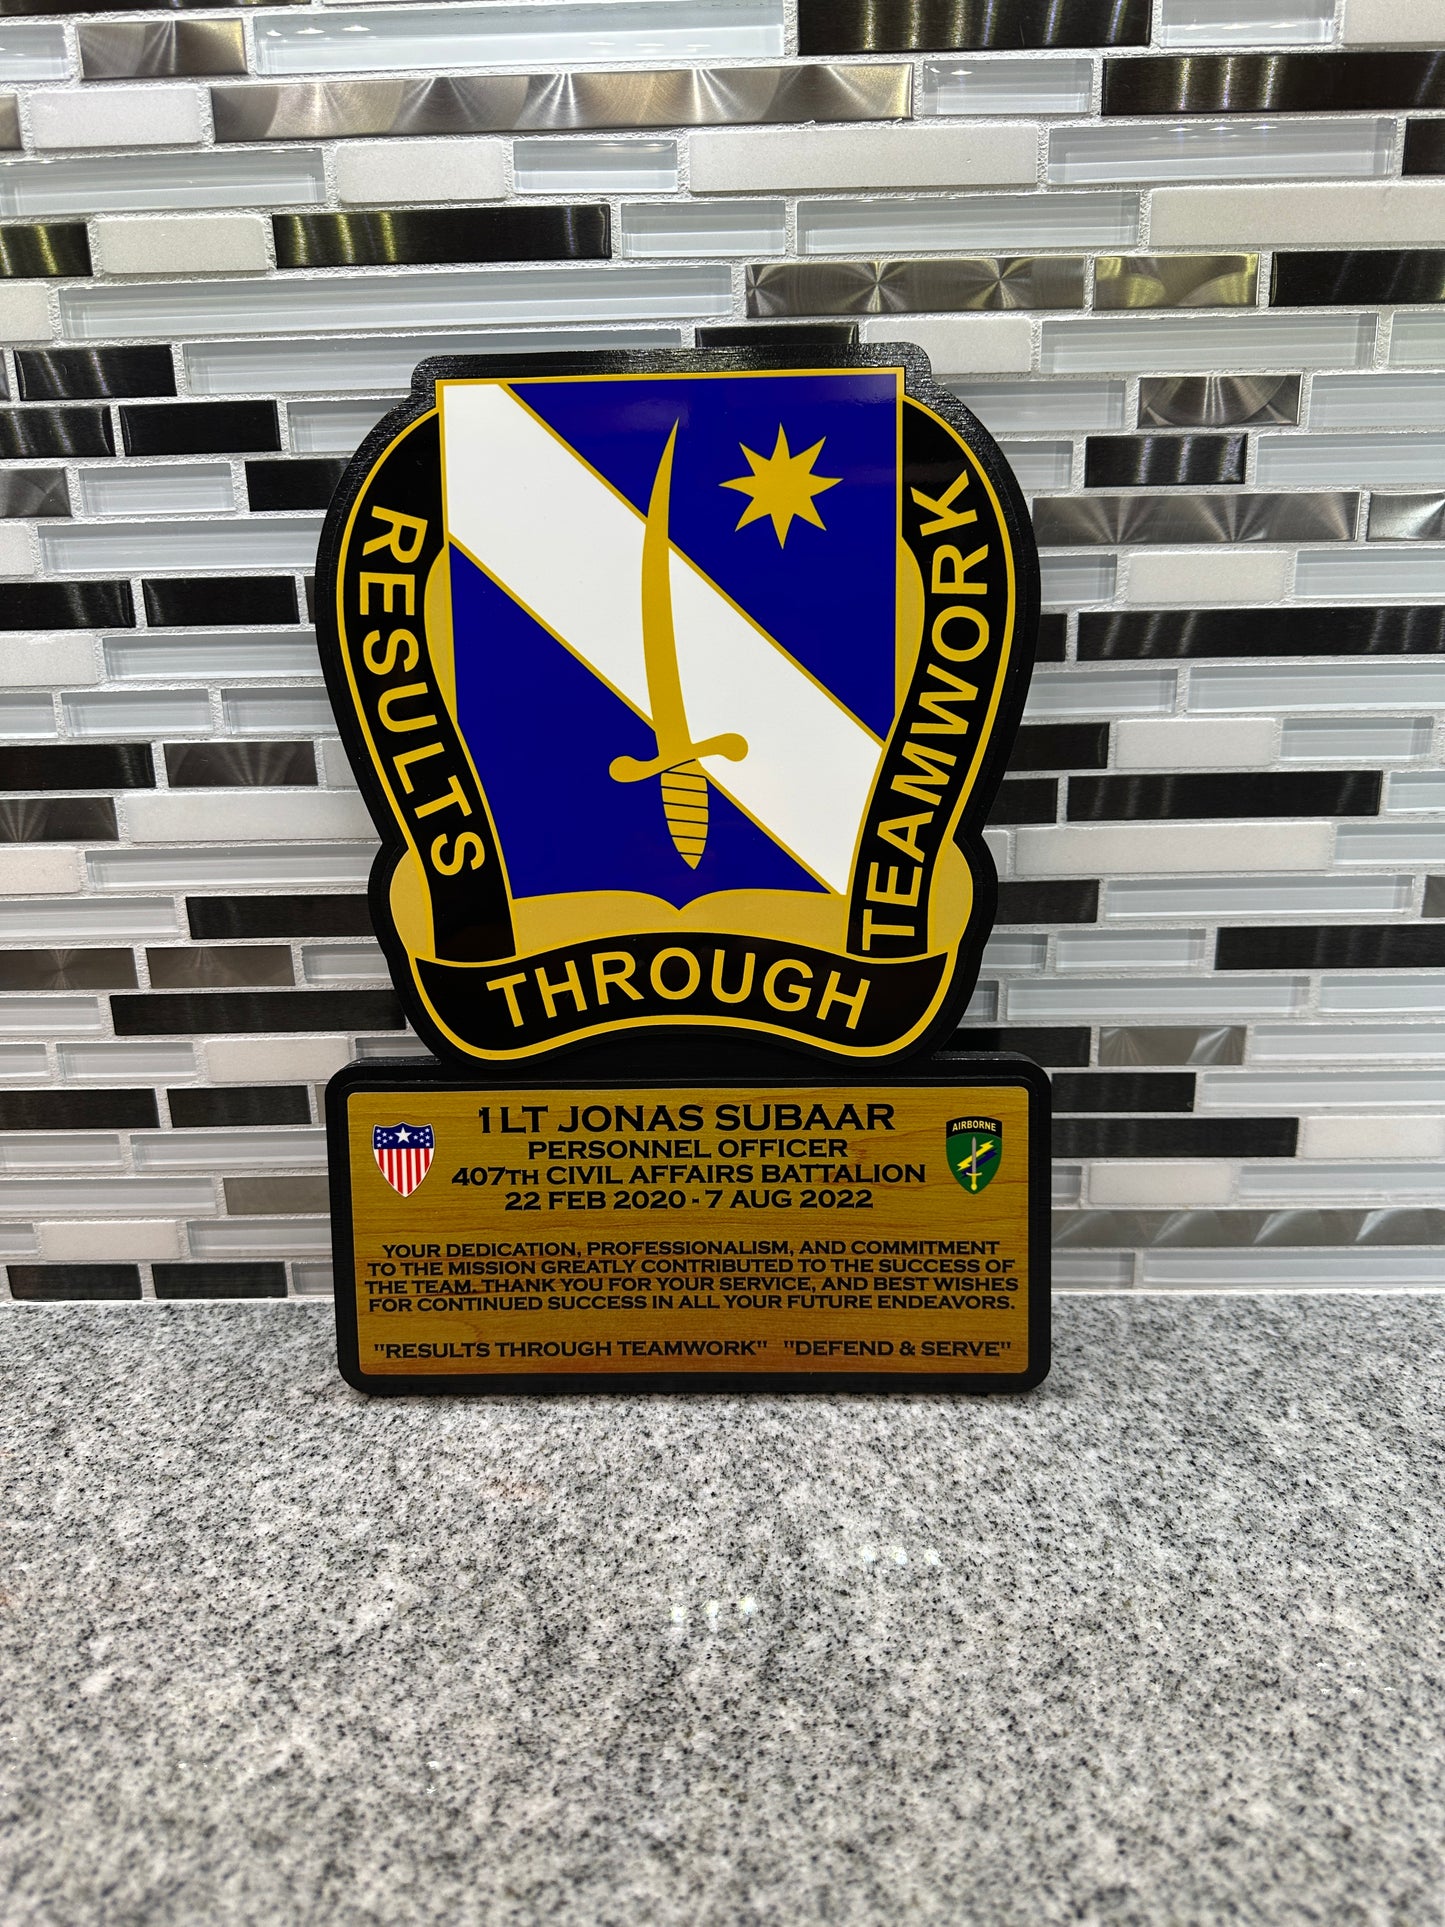 RESULTS
THROUGH
TEAMWORK
1LT JONAS SUBAAR
PERSONNEL OFFICER
407TH CIVIL AFFAIRS BATTALION
22 FEB 2020 - 7 AUG 2022
AIRBORNE
YOUR DEDICATION, PROFESSIONALISM, AND COMMITMENT
TO THE MISSION GREATLY CONTRIBUTED TO THE SUCCESS OF
THE TEAM. THANK YOU FOR YOUR SERVICE, AND BEST WISHES
FOR CONTINUED SUCCESS IN ALL YOUR FUTURE ENDEAVORS.
"RESULTS THROUGH TEAMWORK" "DEFEND & SERVE"